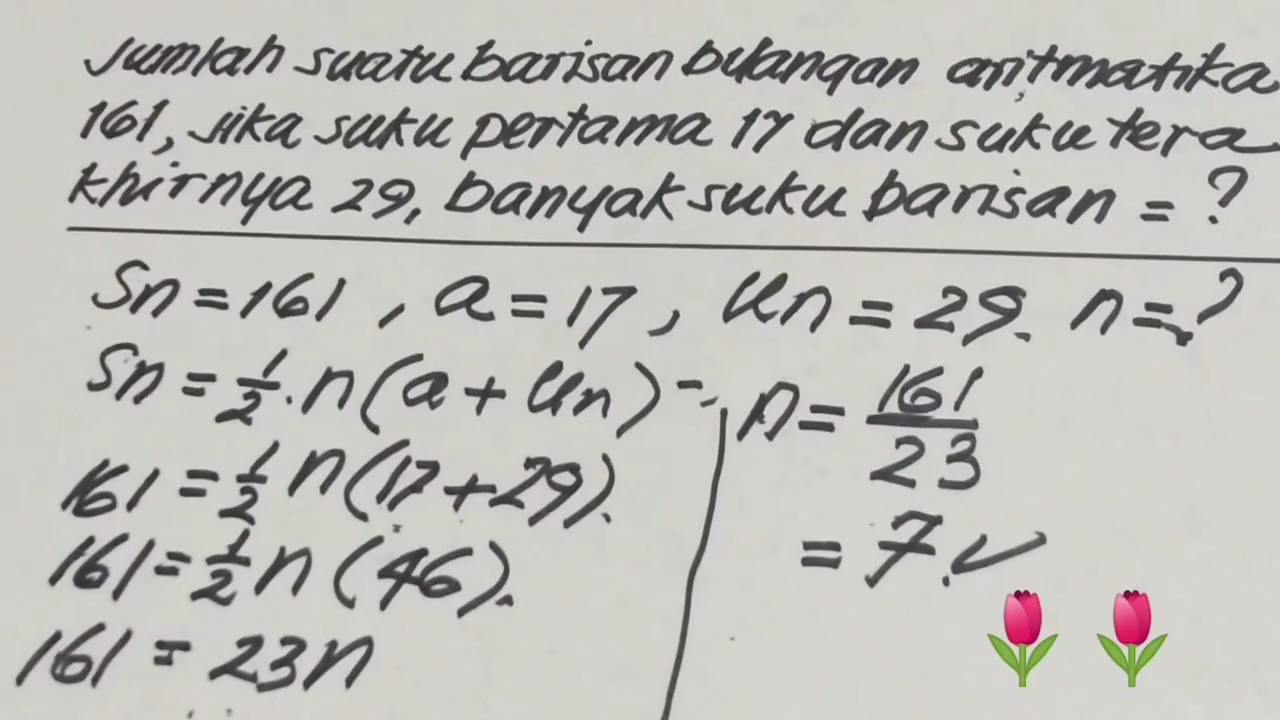 Jumlah suatu barisan bilangan aritmatika
161, jika suku pertama 17 dan suku tera
khirnya 29, banyak suku barisan = ?
Sn = 161 , a = 17 , Un = 29. n = ?
Sn = 1/2 . n (a + Un) -
161 = 1/2 n (17 + 29).
161 = 1/2 n (46).
161 = 23n
n = 161/23
= 7 ✓